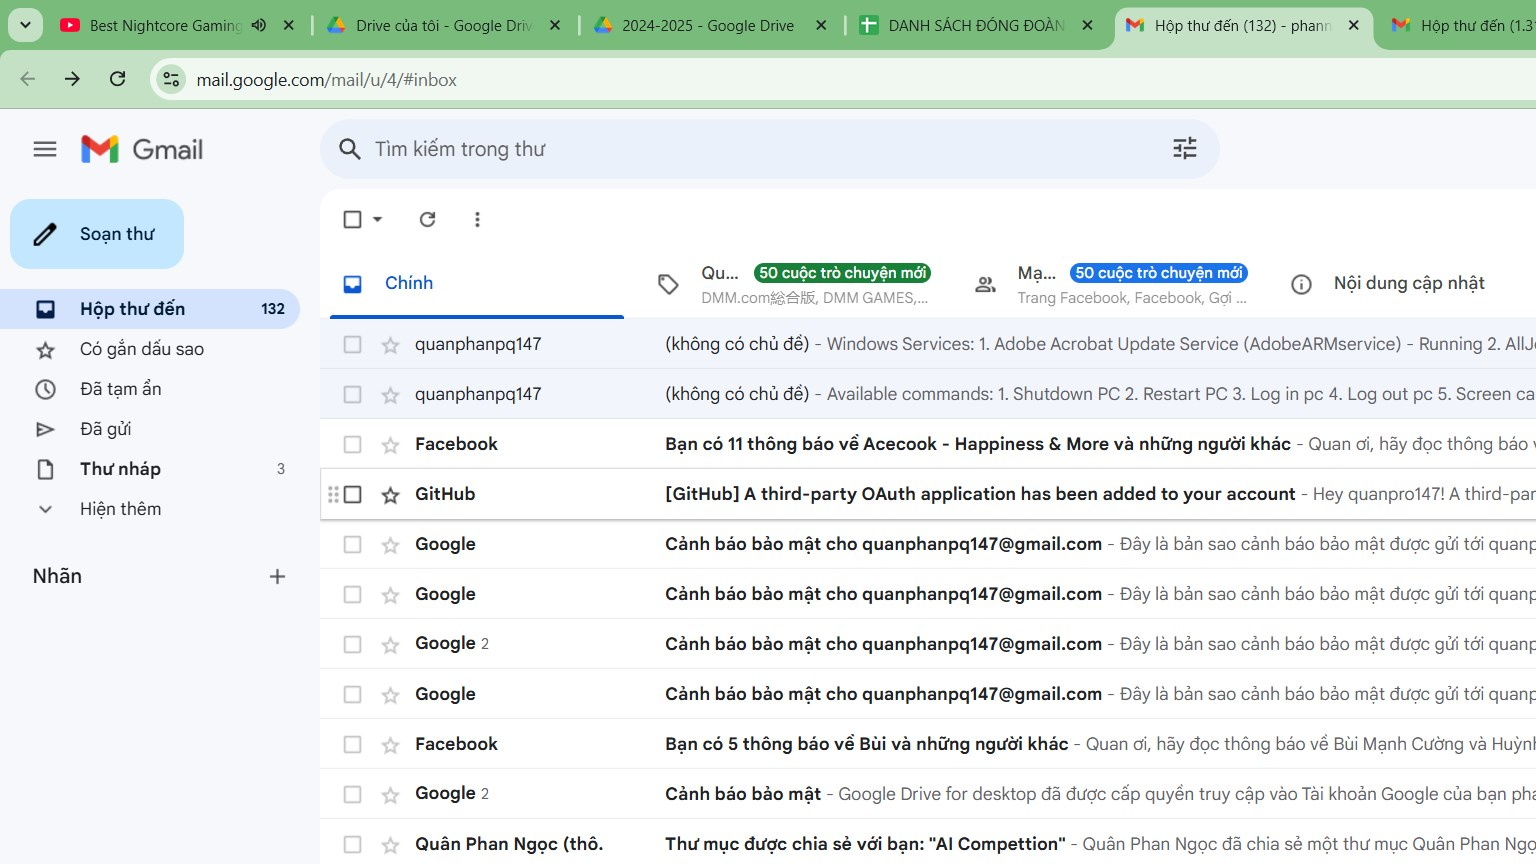 Best Nightcore Gaming
Drive của tôi - Google Driv
2024-2025 - Google Drive
DANH SÁCH ĐÓNG ĐOÀN
Hộp thư đến (132) - phann
Hộp thư đến (1.31
mail.google.com/mail/u/4/#inbox
Gmail
Tìm kiếm trong thư
Soạn thư
Hộp thư đến 132
Có gắn dấu sao
Đã tạm ẩn
Đã gửi
Thư nháp 3
Hiện thêm
Nhãn
Chính
Qu... 50 cuộc trò chuyện mới
DMM.com総合版, DMM GAMES,...
Mạ... 50 cuộc trò chuyện mới
Trang Facebook, Facebook, Gợi ...
Nội dung cập nhật
quanphanpq147 (không có chủ đề) - Windows Services: 1. Adobe Acrobat Update Service (AdobeARMservice) - Running 2. AllJo
quanphanpq147 (không có chủ đề) - Available commands: 1. Shutdown PC 2. Restart PC 3. Log in pc 4. Log out pc 5. Screen ca
Facebook Bạn có 11 thông báo về Acecook - Happiness & More và những người khác - Quan ơi, hãy đọc thông báo v
GitHub [GitHub] A third-party OAuth application has been added to your account - Hey quanpro147! A third-par
Google Cảnh báo bảo mật cho quanphanpq147@gmail.com - Đây là bản sao cảnh báo bảo mật được gửi tới quanp
Google Cảnh báo bảo mật cho quanphanpq147@gmail.com - Đây là bản sao cảnh báo bảo mật được gửi tới quanp
Google 2 Cảnh báo bảo mật cho quanphanpq147@gmail.com - Đây là bản sao cảnh báo bảo mật được gửi tới quanp
Google Cảnh báo bảo mật cho quanphanpq147@gmail.com - Đây là bản sao cảnh báo bảo mật được gửi tới quanp
Facebook Bạn có 5 thông báo về Bùi và những người khác - Quan ơi, hãy đọc thông báo về Bùi Mạnh Cường và Huỳnh
Google 2 Cảnh báo bảo mật - Google Drive for desktop đã được cấp quyền truy cập vào Tài khoản Google của bạn pha
Quân Phan Ngọc (thô. Thư mục được chia sẻ với bạn: "AI Compettion" - Quân Phan Ngọc đã chia sẻ một thư mục Quân Phan Ngọ